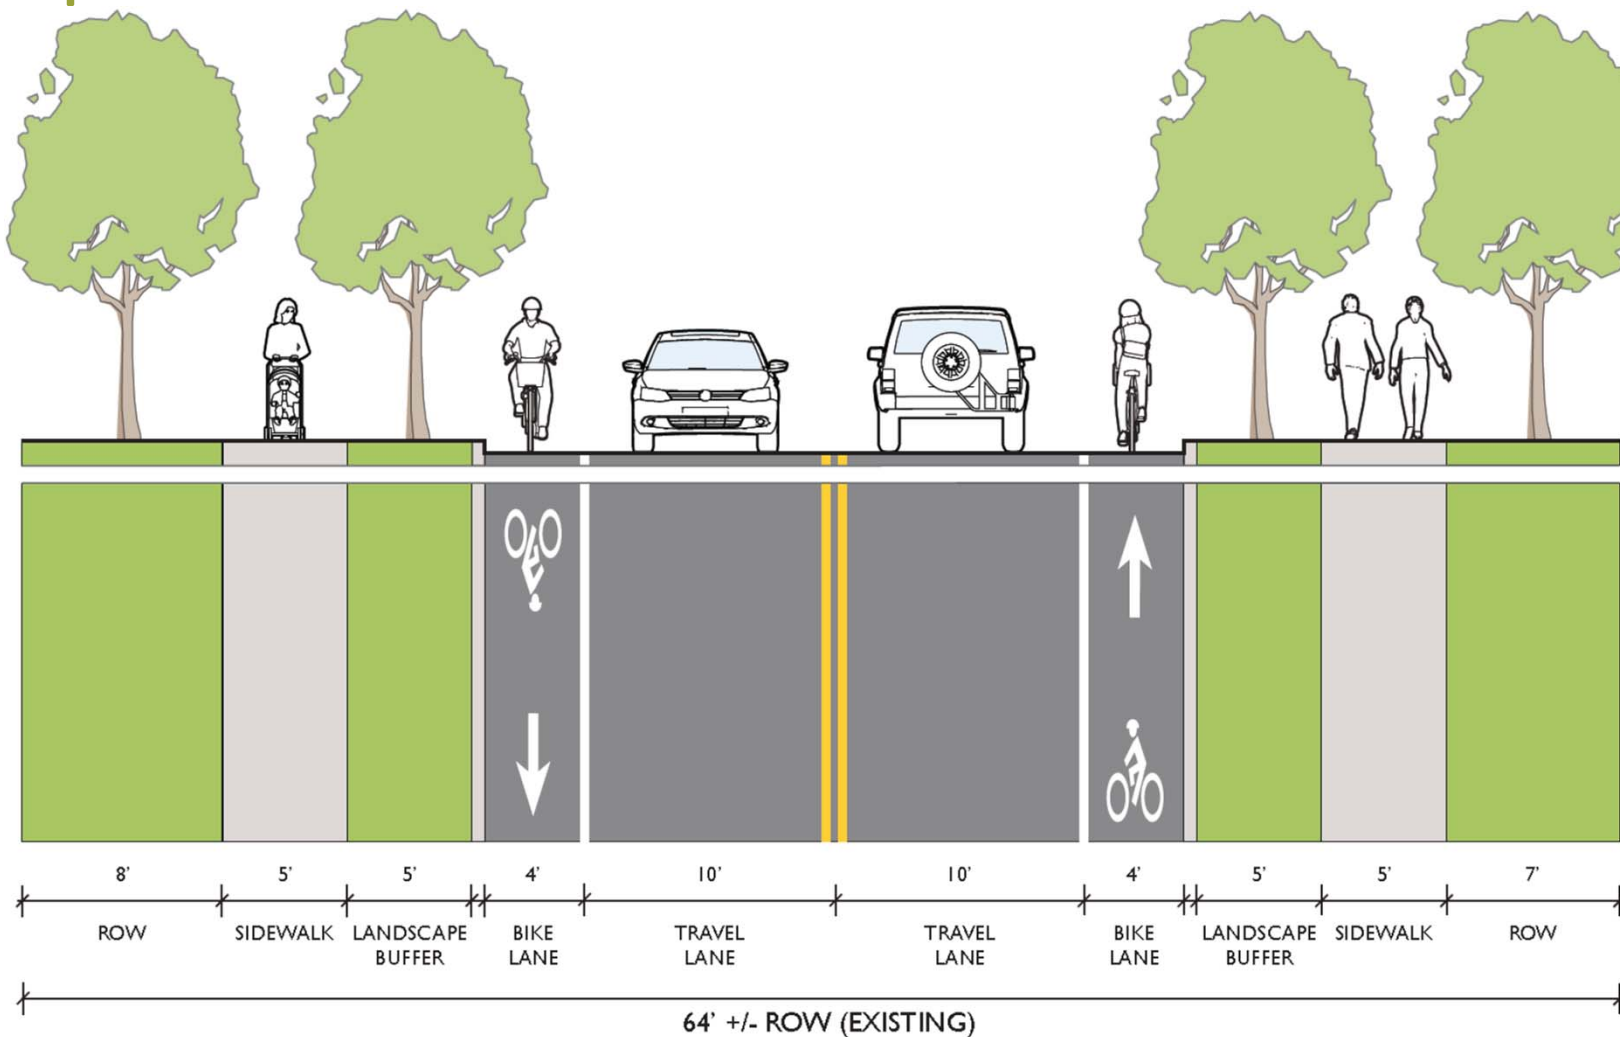 8' 5' 5' 4' 10' 10' 4' 5' 5' 7'
ROW SIDEWALK LANDSCAPE BIKE TRAVEL TRAVEL BIKE LANDSCAPE SIDEWALK ROW
BUFFER LANE LANE LANE LANE BUFFER
64' +/- ROW (EXISTING)